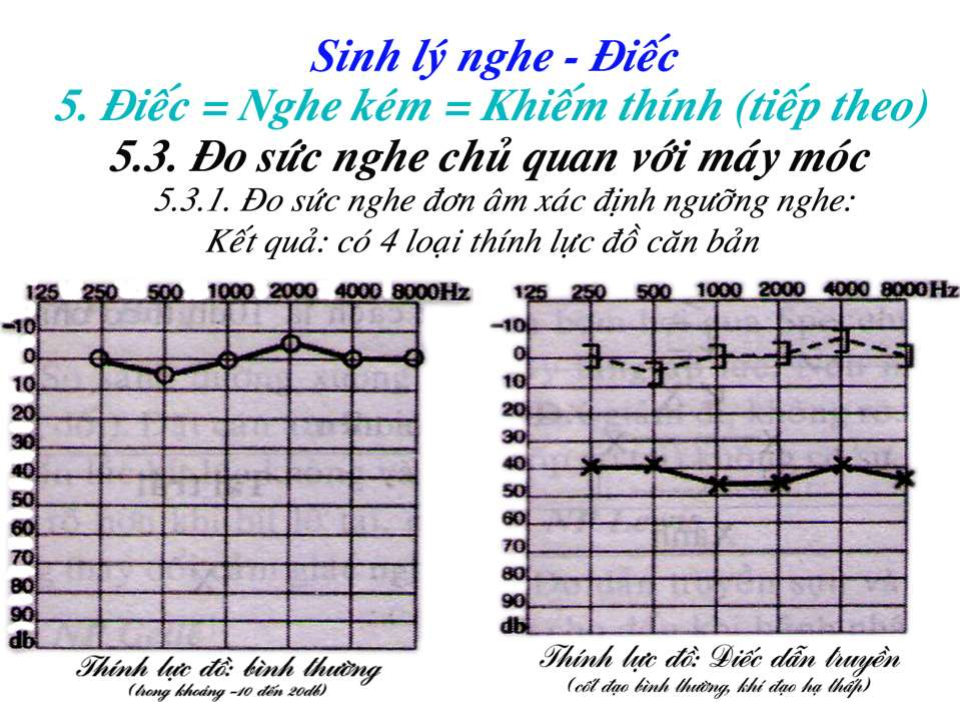 Sinh lý nghe - Điếc
5. Điếc = Nghe kém = Khiếm thính (tiếp theo)
5.3. Đo sức nghe chủ quan với máy móc
5.3.1. Đo sức nghe đơn âm xác định ngưỡng nghe:
Kết quả: có 4 loại thính lực đồ căn bản
125 250 500 1000 2000 4000 8000Hz
-10
0
10
20
30
40
50
60
70
80
90
db
Thính lực đồ: bình thường
(trong khoảng -10 đến 20db)
125 250 500 1000 2000 4000 8000Hz
-10
0
10
20
30
40
50
60
70
80
90
db
Thính lực đồ: Điếc dẫn truyền
(cốt đạo bình thường, khí đạo hạ thấp)